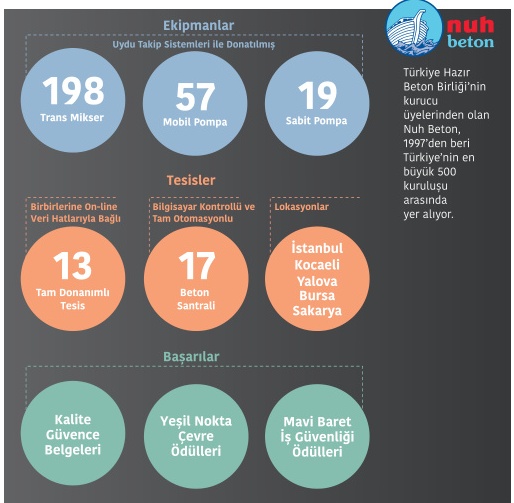 Ekipmanlar
Uydu Takip Sistemleri ile Donatılmış
198
Trans Mikser
57
Mobil Pompa
19
Sabit Pompa
Tesisler
Birbirlerine On-line
Veri Hatlarıyla Bağlı
13
Tam Donanımlı
Tesis
Bilgisayar Kontrollü ve
Tam Otomasyonlu
17
Beton
Santrali
Lokasyonlar
İstanbul
Kocaeli
Yalova
Bursa
Sakarya
Başarılar
Kalite
Güvence
Belgeleri
Yeşil Nokta
Çevre
Ödülleri
Mavi Baret
İş Güvenliği
Ödülleri
nuh
beton
Türkiye Hazır
Beton Birliği'nin
kurucu
üyelerinden olan
Nuh Beton,
1997'den beri
Türkiye'nin en
büyük 500
kuruluşu
arasında
yer alıyor.